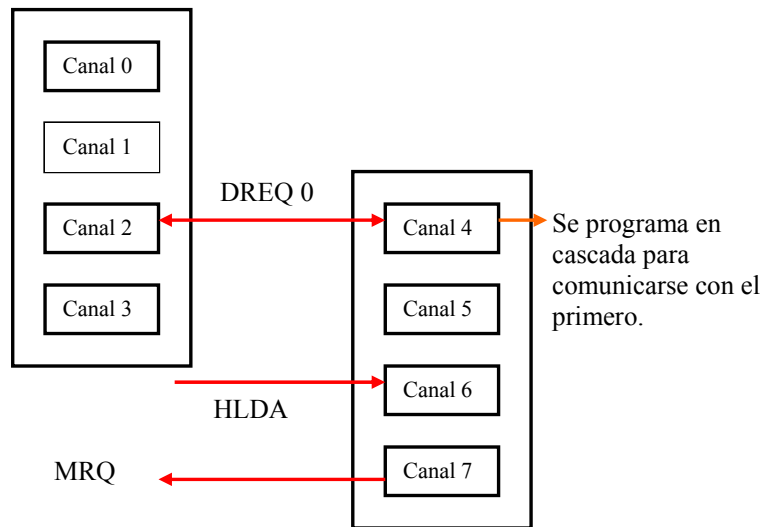 Canal 0
Canal 1
Canal 2
Canal 3
DREQ 0
Canal 4
Canal 5
Canal 6
Canal 7
Se programa en
cascada para
comunicarse con el
primero.
HLDA
MRQ